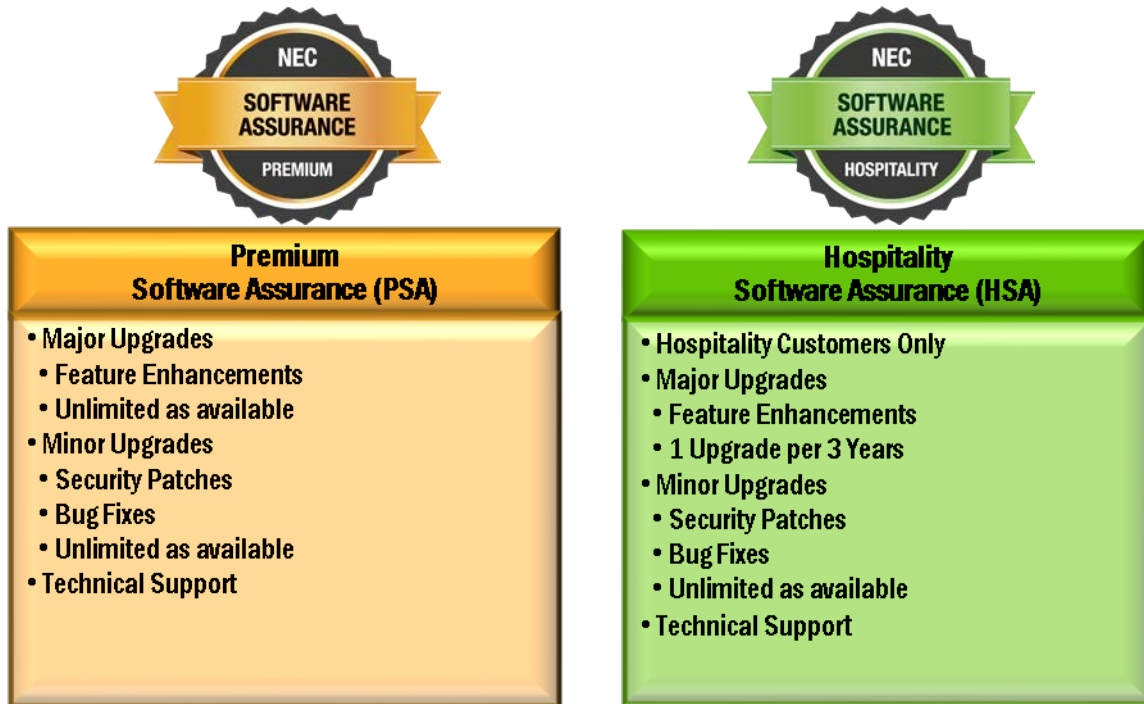 NEC
SOFTWARE
ASSURANCE
PREMIUM
Premium
Software Assurance (PSA)
• Major Upgrades
• Feature Enhancements
• Unlimited as available
• Minor Upgrades
• Security Patches
• Bug Fixes
• Unlimited as available
• Technical Support
NEC
SOFTWARE
ASSURANCE
HOSPITALITY
Hospitality
Software Assurance (HSA)
• Hospitality Customers Only
• Major Upgrades
• Feature Enhancements
• 1 Upgrade per 3 Years
• Minor Upgrades
• Security Patches
• Bug Fixes
• Unlimited as available
• Technical Support